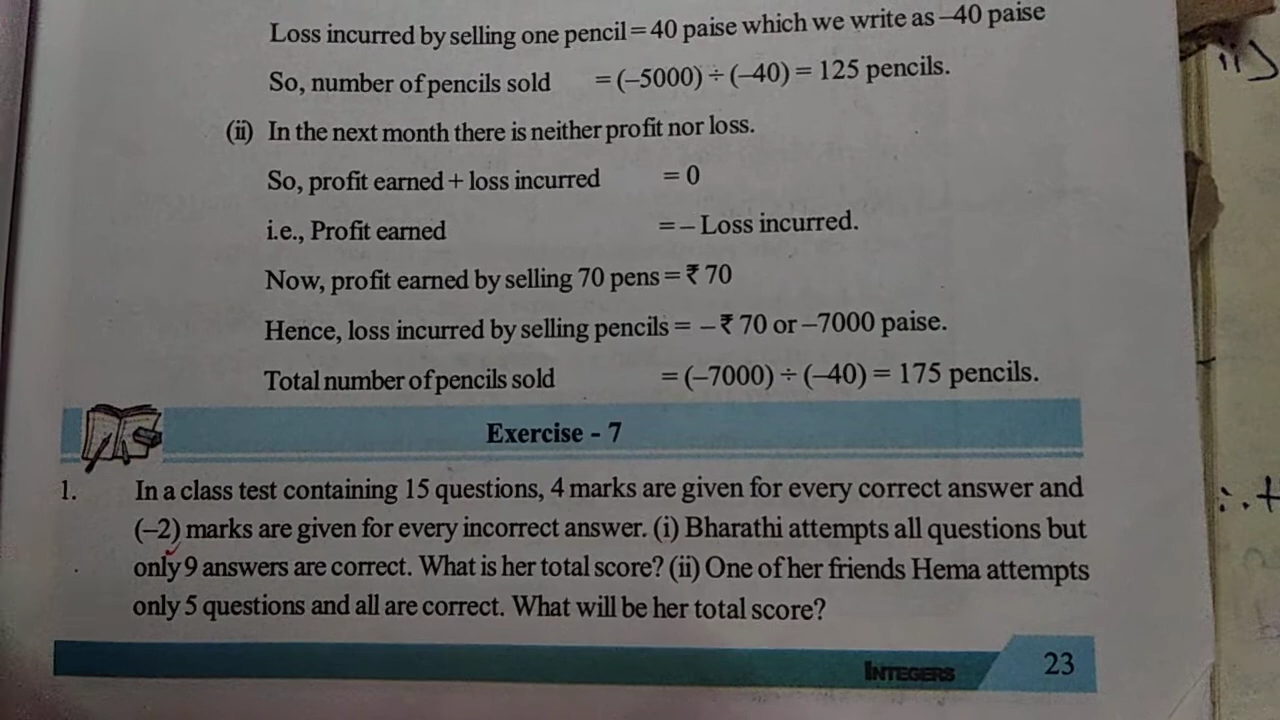 Loss incurred by selling one pencil = 40 paise which we write as –40 paise
So, number of pencils sold = (–5000) ÷ (–40) = 125 pencils.
(ii) In the next month there is neither profit nor loss.
So, profit earned + loss incurred = 0
i.e., Profit earned = – Loss incurred.
Now, profit earned by selling 70 pens = ₹ 70
Hence, loss incurred by selling pencils = – ₹ 70 or –7000 paise.
Total number of pencils sold = (–7000) ÷ (–40) = 175 pencils.
Exercise - 7
1. In a class test containing 15 questions, 4 marks are given for every correct answer and
(–2) marks are given for every incorrect answer. (i) Bharathi attempts all questions but
only 9 answers are correct. What is her total score? (ii) One of her friends Hema attempts
only 5 questions and all are correct. What will be her total score?
INTEGERS 23
ii)